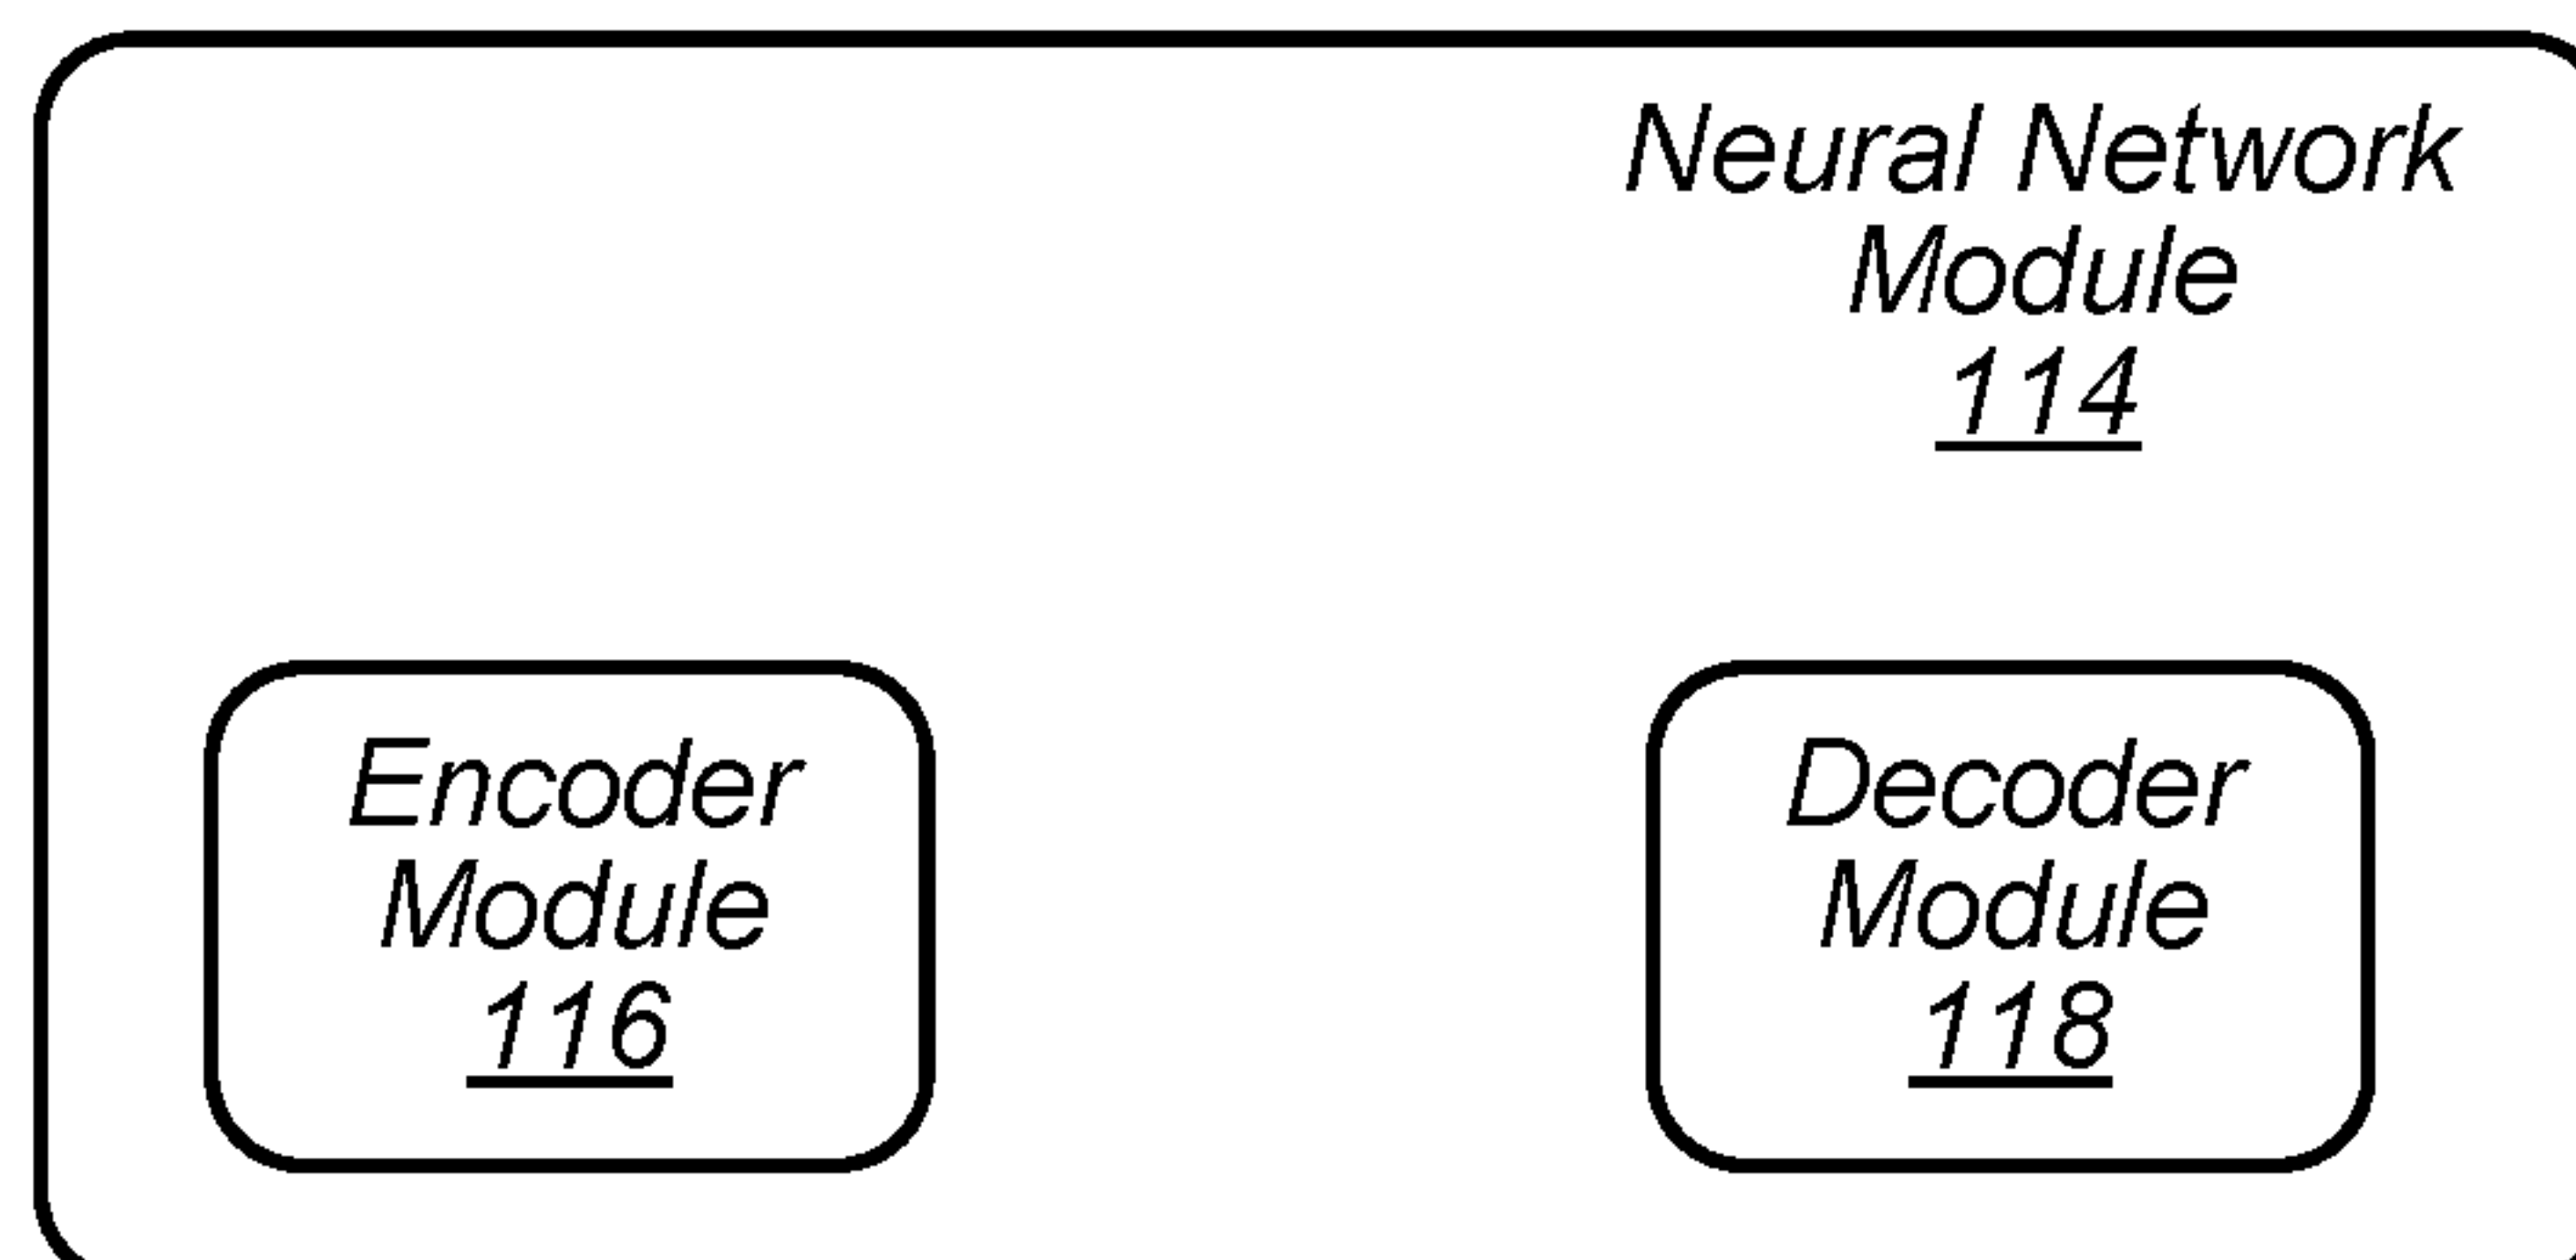 Neural Network
Module
114
Encoder
Module
116
Decoder
Module
118